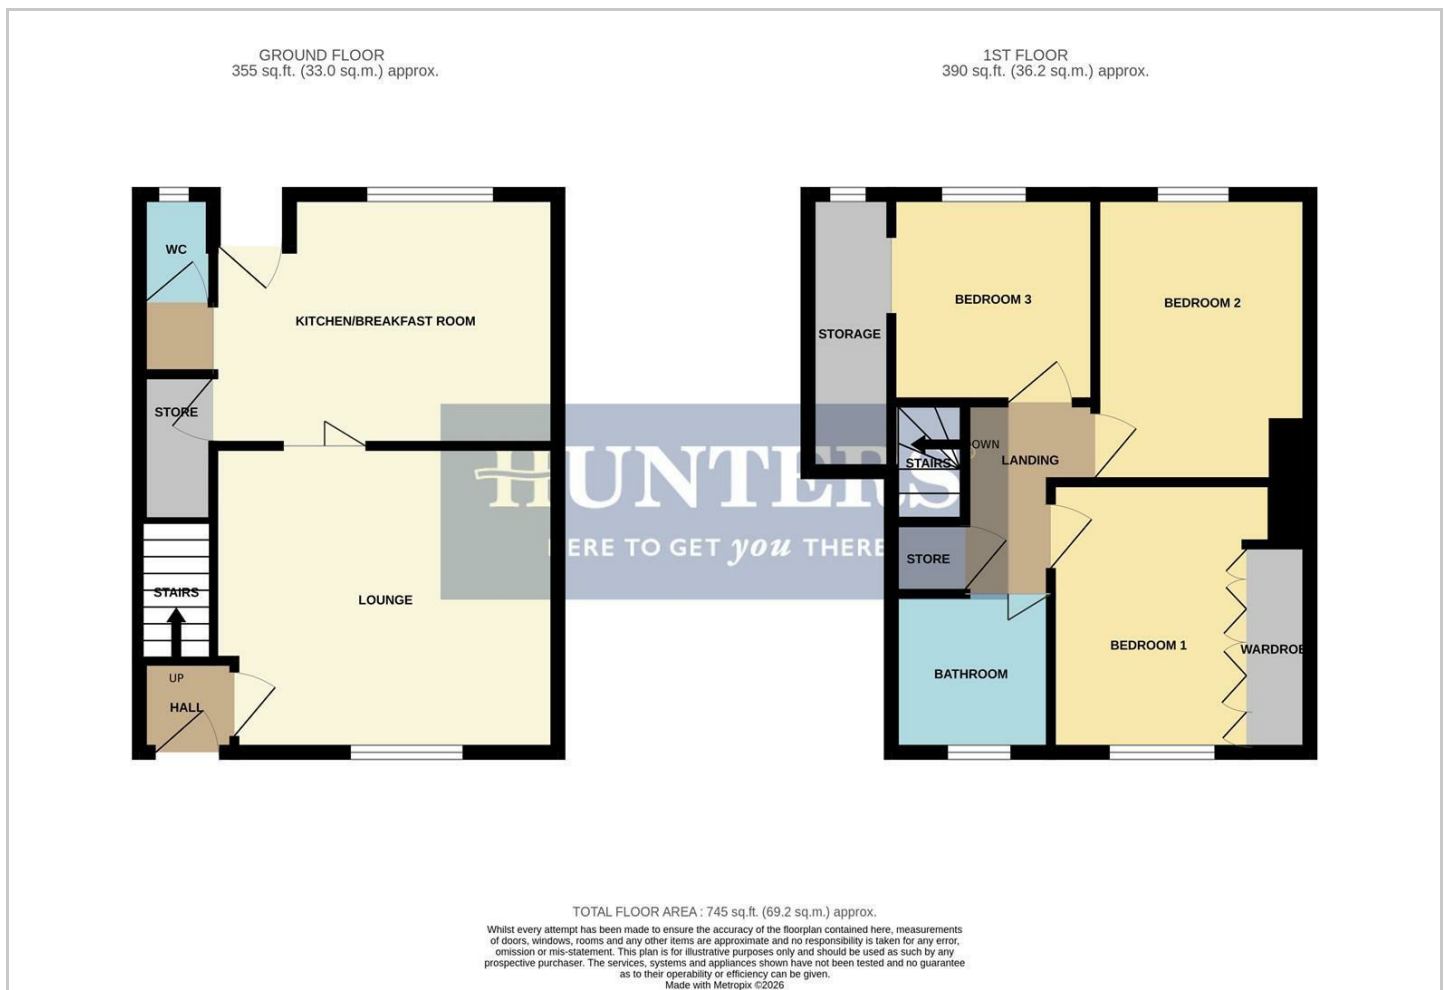 GROUND FLOOR
355 sq.ft. (33.0 sq.m.) approx.
1ST FLOOR
390 sq.ft. (36.2 sq.m.) approx.
WC
KITCHEN/BREAKFAST ROOM
STORE
STAIRS
LOUNGE
UP
HALL
BEDROOM 3
BEDROOM 2
STORAGE
DOWN
LANDING
STAIRS
STORE
BEDROOM 1
WARDROBE
BATHROOM
HUNTERS
HERE TO GET you THERE
TOTAL FLOOR AREA : 745 sq.ft. (69.2 sq.m.) approx.
Whilst every attempt has been made to ensure the accuracy of the floorplan contained here, measurements
of doors, windows, rooms and any other items are approximate and no responsibility is taken for any error,
omission or mis-statement. This plan is for illustrative purposes only and should be used as such by any
prospective purchaser. The services, systems and appliances shown have not been tested and no guarantee
as to their operability or efficiency can be given.
Made with Metropix ©2026